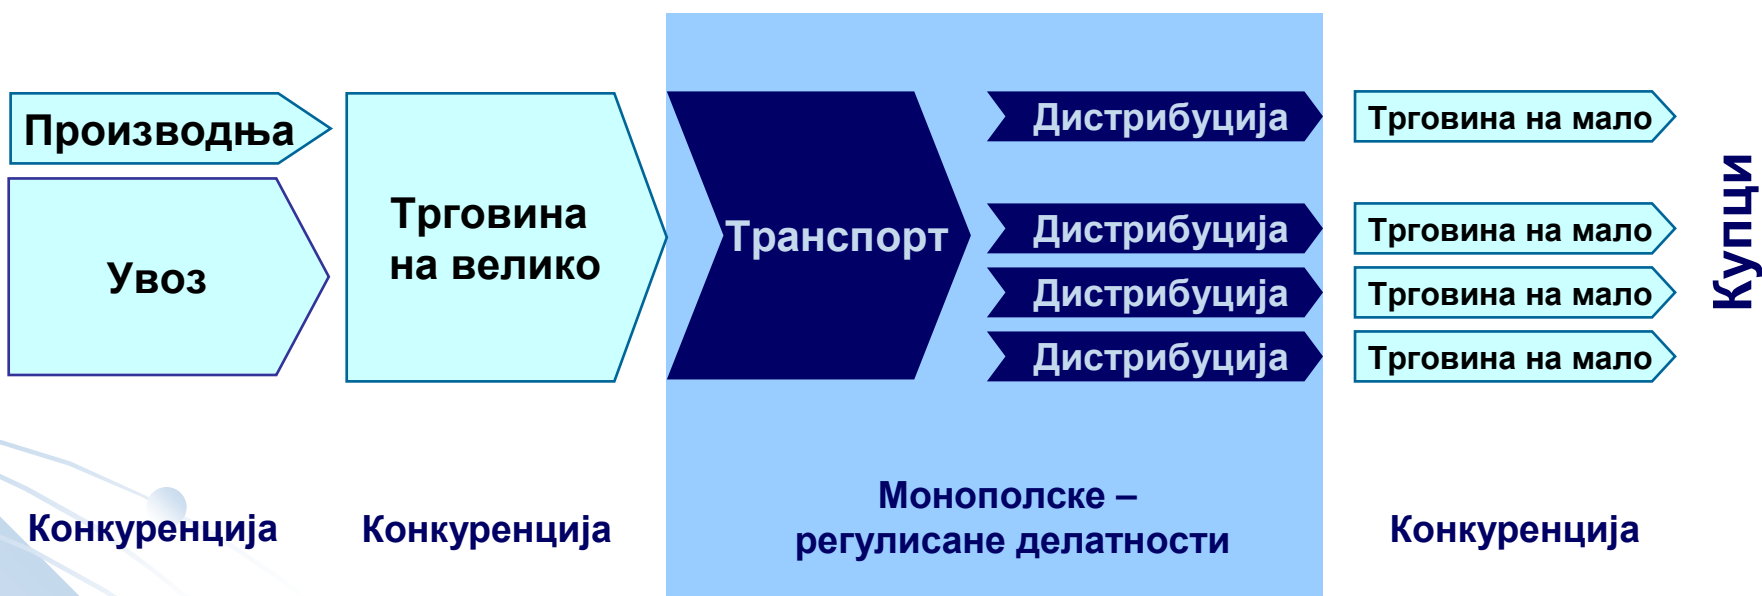 Производња
Увоз
Трговина
на велико
Транспорт
Дистрибуција
Дистрибуција
Дистрибуција
Дистрибуција
Трговина на мало
Трговина на мало
Трговина на мало
Трговина на мало
Купци
Конкуренција
Конкуренција
Монополске –
регулисане делатности
Конкуренција